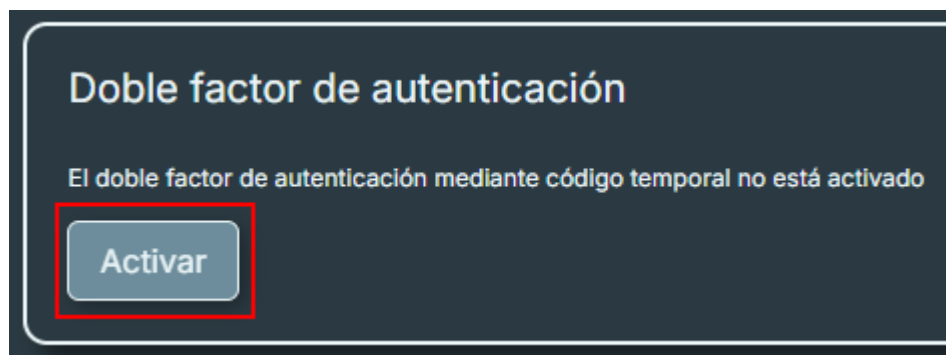 Doble factor de autenticación
El doble factor de autenticación mediante código temporal no está activado
Activar